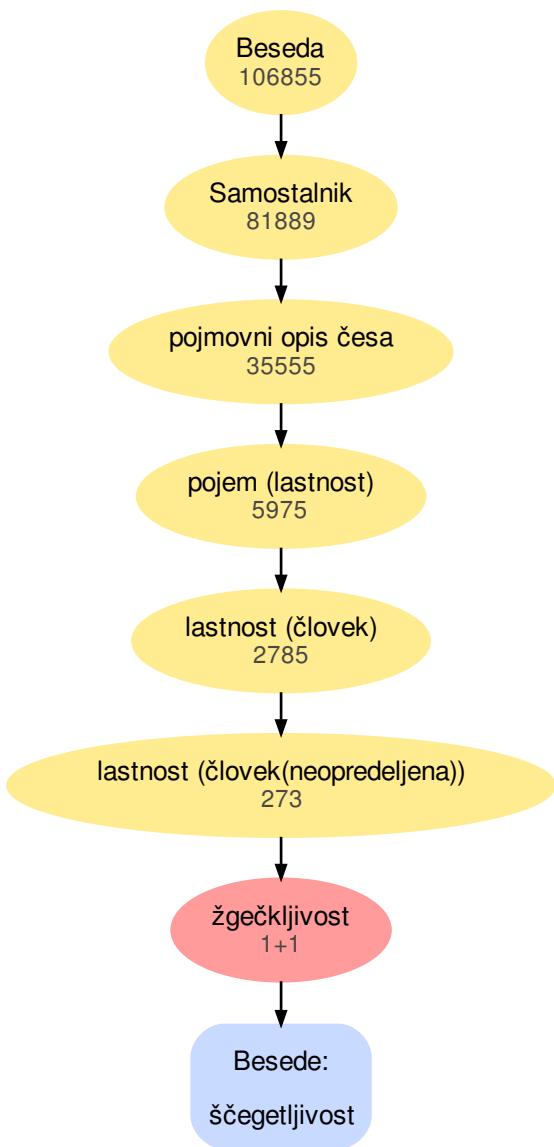 Beseda
106855
Samostalnik
81889
pojmovni opis česa
35555
pojem (lastnost)
5975
lastnost (človek)
2785
lastnost (človek(neopredeljena))
273
žgečkljivost
1+1
Besede:
ščegetljivost